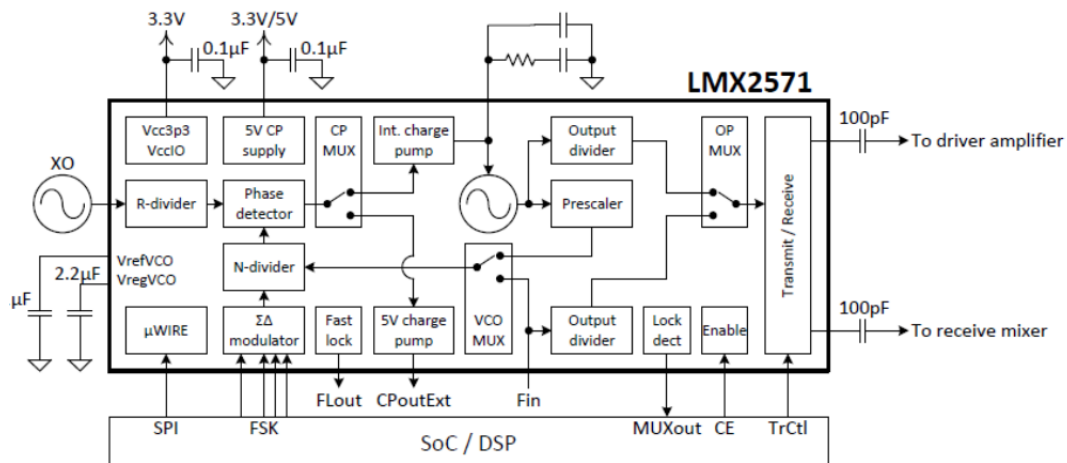 3.3V
3.3V/5V
0.1μF
0.1μF
LMX2571
Vcc3p3
VccIO
5V CP
supply
CP
MUX
Int. charge
pump
Output
divider
OP
MUX
100pF
To driver amplifier
XO
R-divider
Phase
detector
Prescaler
Transmit / Receive
VrefVCO
VregVCO
2.2μF
μF
N-divider
μWIRE
ΣΔ
modulator
Fast
lock
5V charge
pump
VCO
MUX
Output
divider
Lock
dect
Enable
100pF
To receive mixer
SPI
FSK
FLout
CPoutExt
Fin
MUXout
CE
TrCtl
SoC / DSP